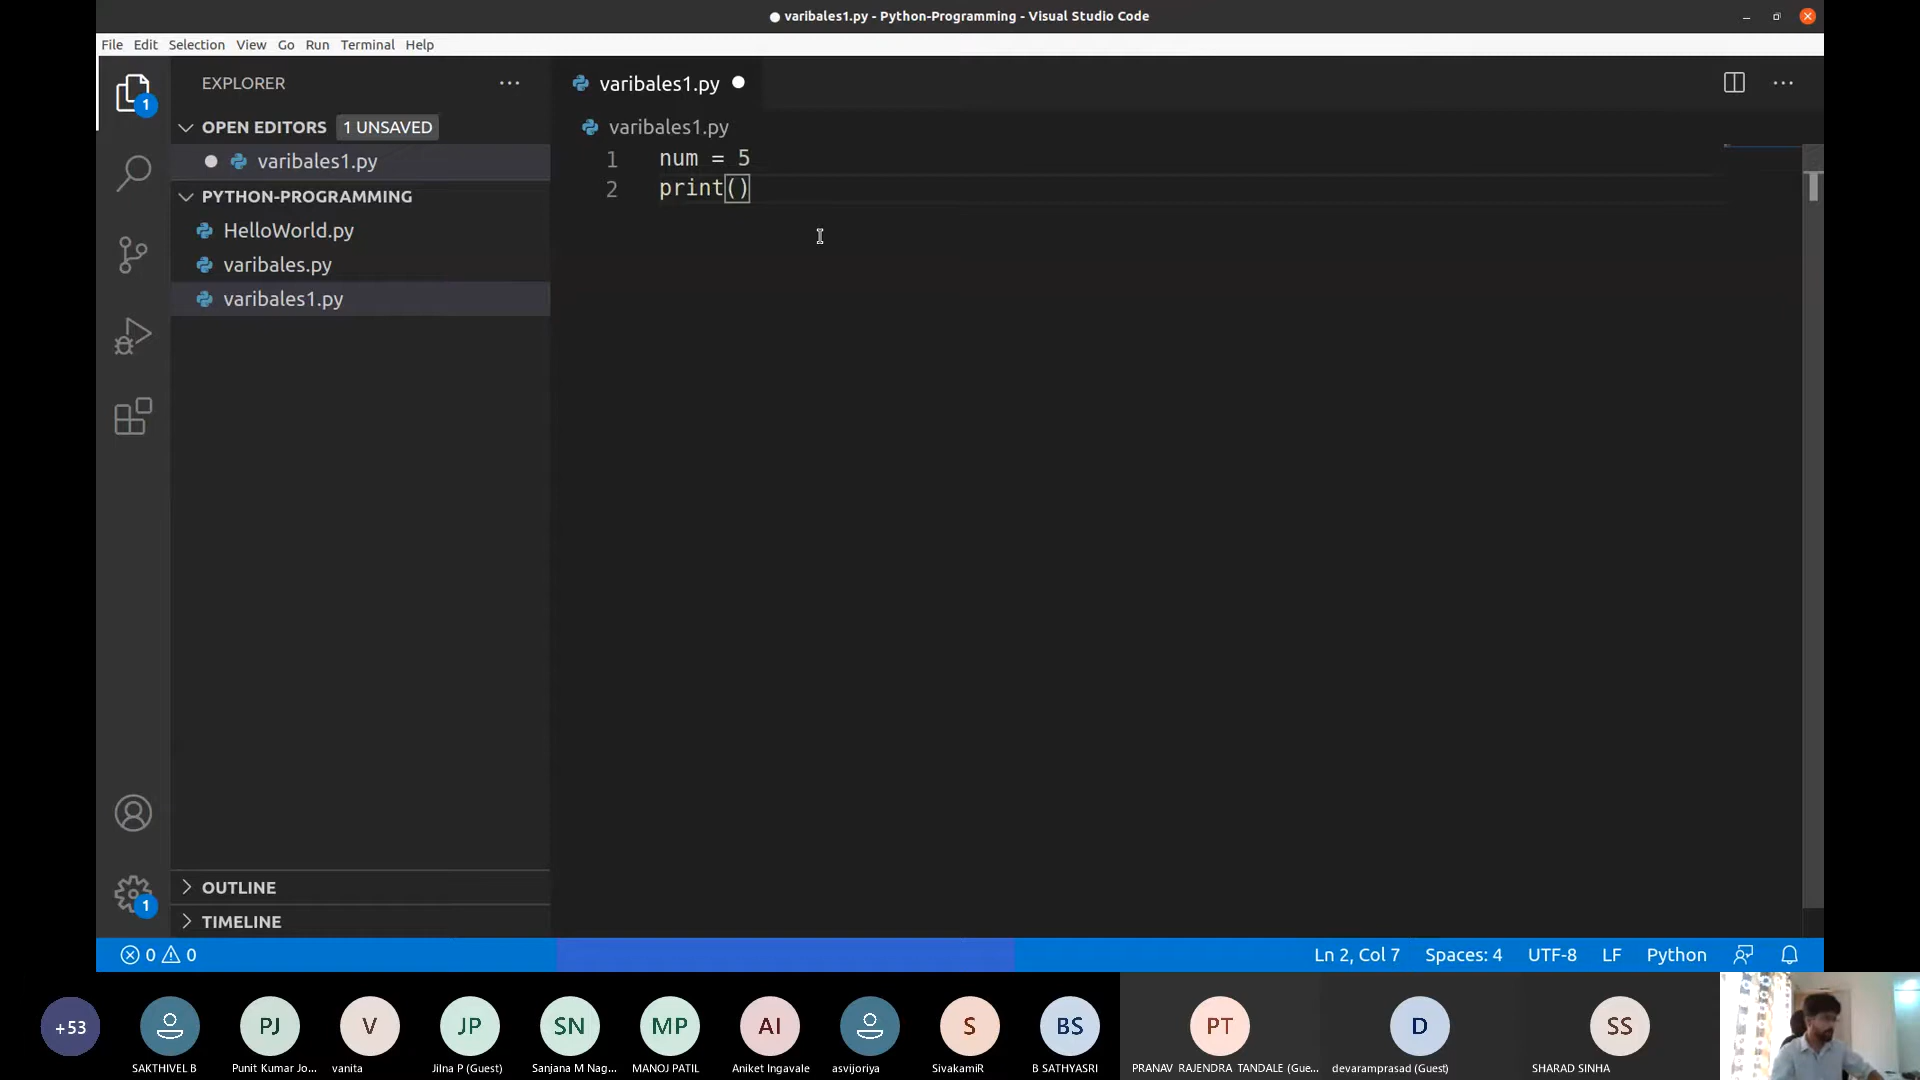 varibales1.py - Python-Programming - Visual Studio Code
File Edit Selection View Go Run Terminal Help
EXPLORER
varibales1.py
1
OPEN EDITORS 1 UNSAVED
varibales1.py
varibales1.py
1 num = 5
2 print()
PYTHON-PROGRAMMING
HelloWorld.py
varibales.py
varibales1.py
OUTLINE
1
TIMELINE
0 0 Ln 2, Col 7 Spaces: 4 UTF-8 LF Python
+53 PJ V JP SN MP AI S BS PT D SS
SAKTHIVEL B Punit Kumar Jo... vanita Jilna P (Guest) Sanjana M Nag... MANOJ PATIL Aniket Ingavale asvijoriya SivakamiR B SATHYASRI PRANAV RAJENDRA TANDALE (Gue... devaramprasad (Guest) SHARAD SINHA